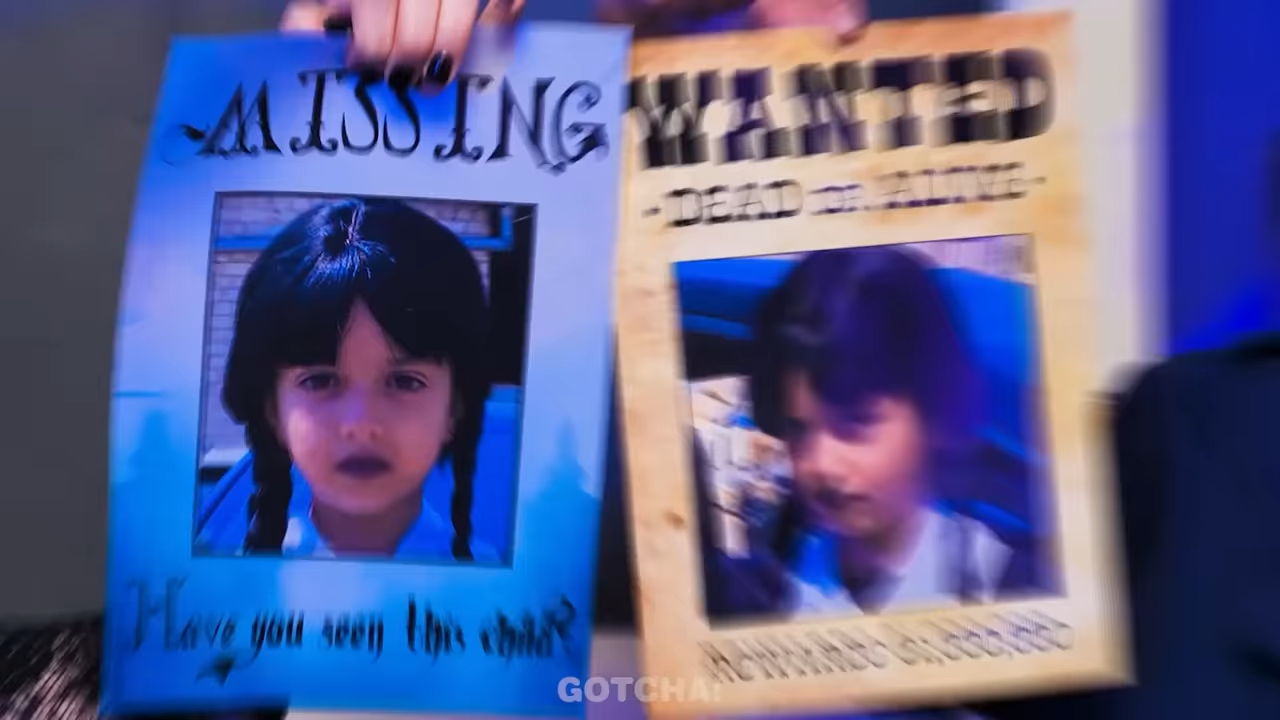 MISSING
Have you seen this child?
WANTED
-DEAD OR ALIVE-
GOTCHA!